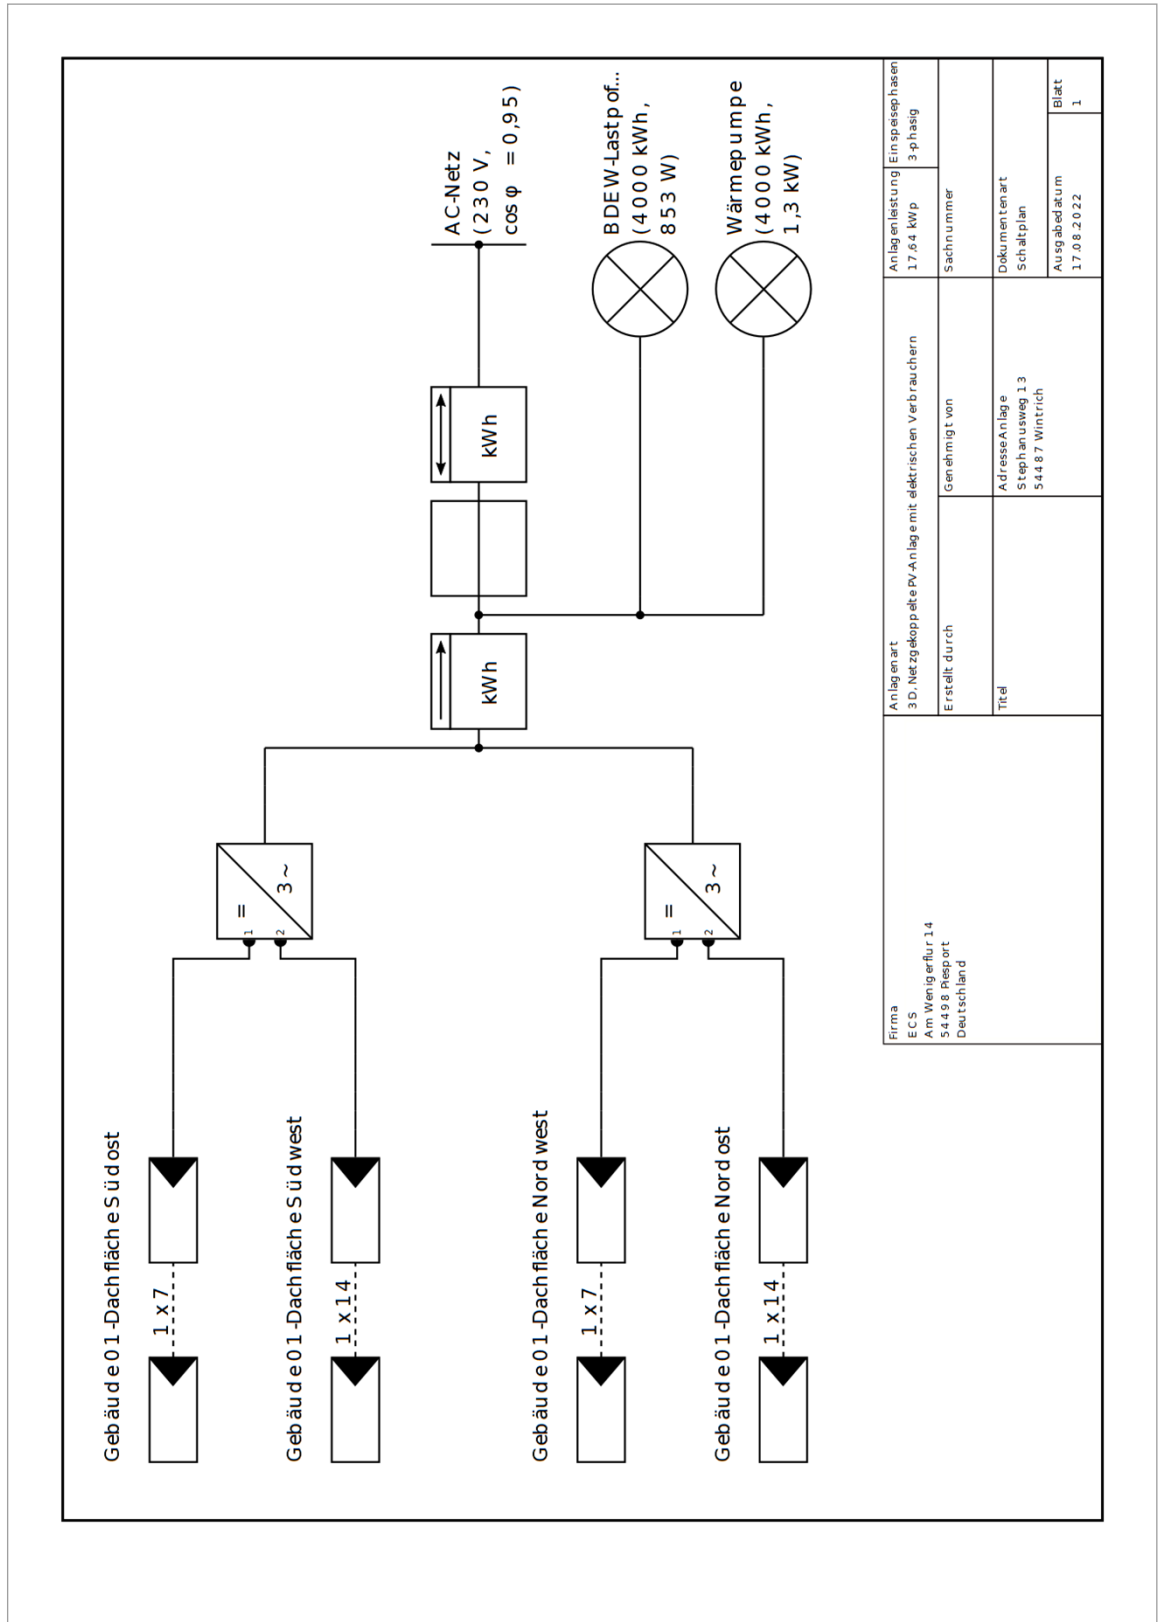 Gebäude 01-Dachfläche Südost
1 x 7
Gebäude 01-Dachfläche Südwest
1 x 14
Gebäude 01-Dachfläche Nordwest
1 x 7
Gebäude 01-Dachfläche Nordost
1 x 14
=
1
2
3 ~
=
1
2
3 ~
kWh
kWh
AC-Netz
(230 V,
cos φ = 0,95)
BDEW-Lastprof...
(4000 kWh,
853 W)
Wärmepumpe
(4000 kWh,
1,3 kW)
Firma
ECS
Am Wenigerflur 14
54498 Piesport
Deutschland
Anlagenart
3D, Netzgekoppelte PV-Anlage mit elektrischen Verbrauchern
Anlagenleistung
17,64 kWp
Einspeisephasen
3-phasig
Erstellt durch
Genehmigt von
Sachnummer
Titel
Adresse Anlage
Stephanusweg 13
54487 Wintrich
Dokumentenart
Schaltplan
Ausgabedatum
17.08.2022
Blatt
1